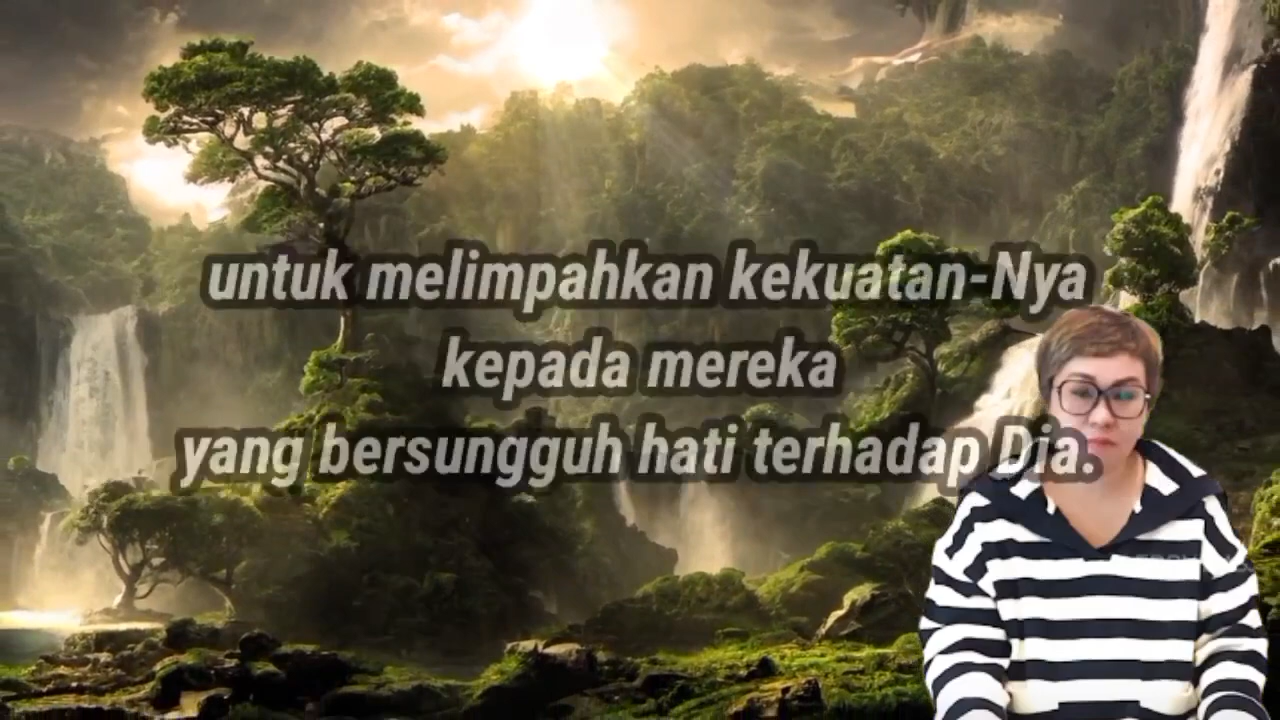 untuk melimpahkan kekuatan-Nya
kepada mereka
yang bersungguh hati terhadap Dia.